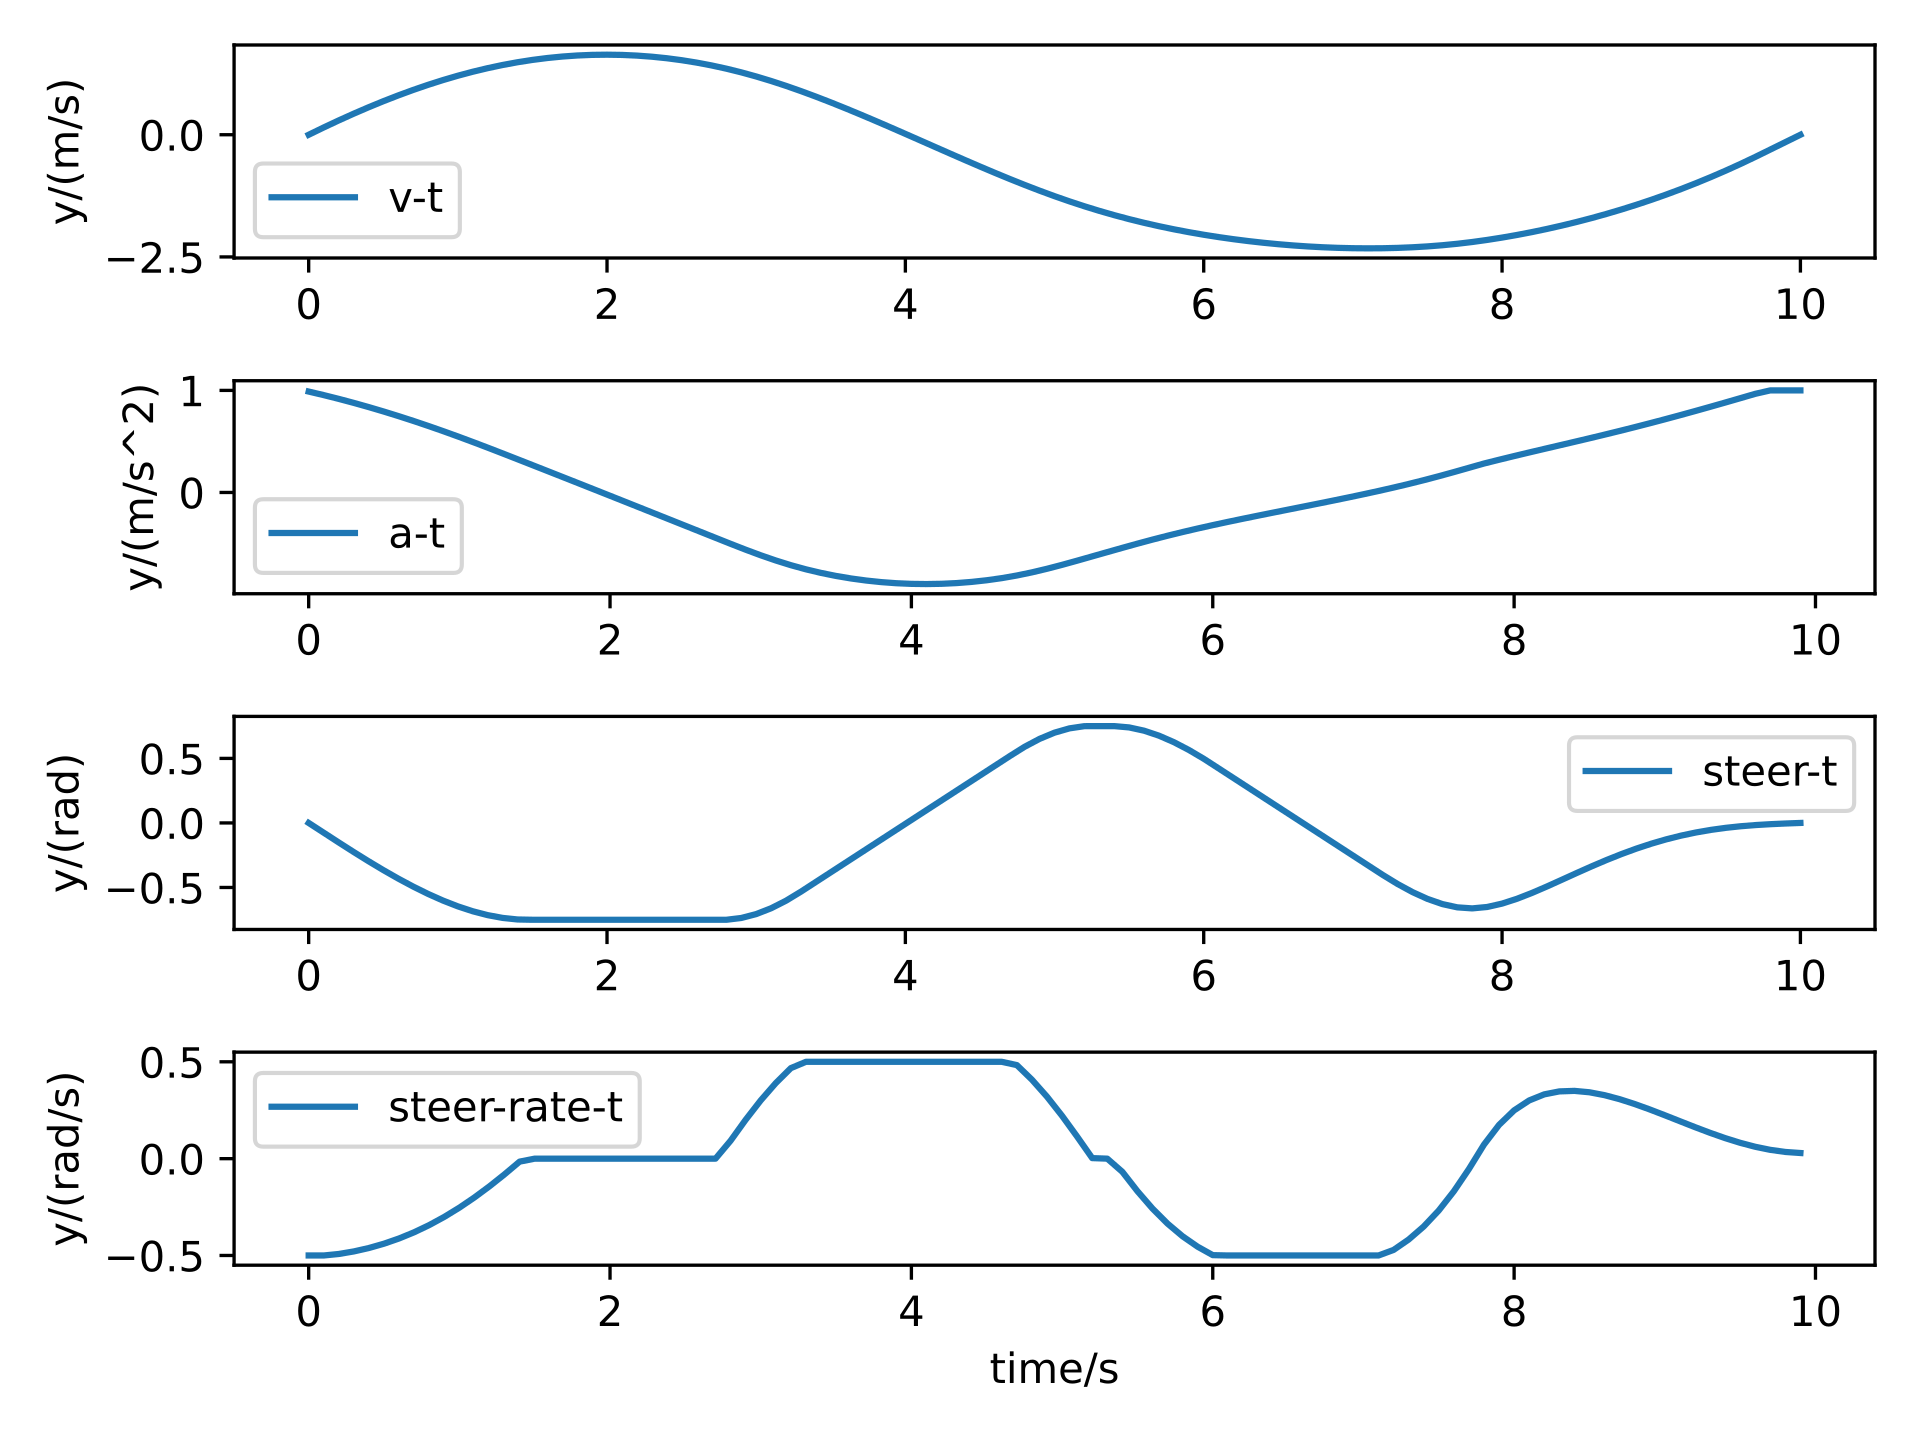 y/(m/s)
0.0
−2.5
v-t
0 2 4 6 8 10
y/(m/s^2)
1
0
a-t
0 2 4 6 8 10
y/(rad)
0.5
0.0
−0.5
steer-t
0 2 4 6 8 10
y/(rad/s)
0.5
0.0
−0.5
steer-rate-t
0 2 4 6 8 10
time/s